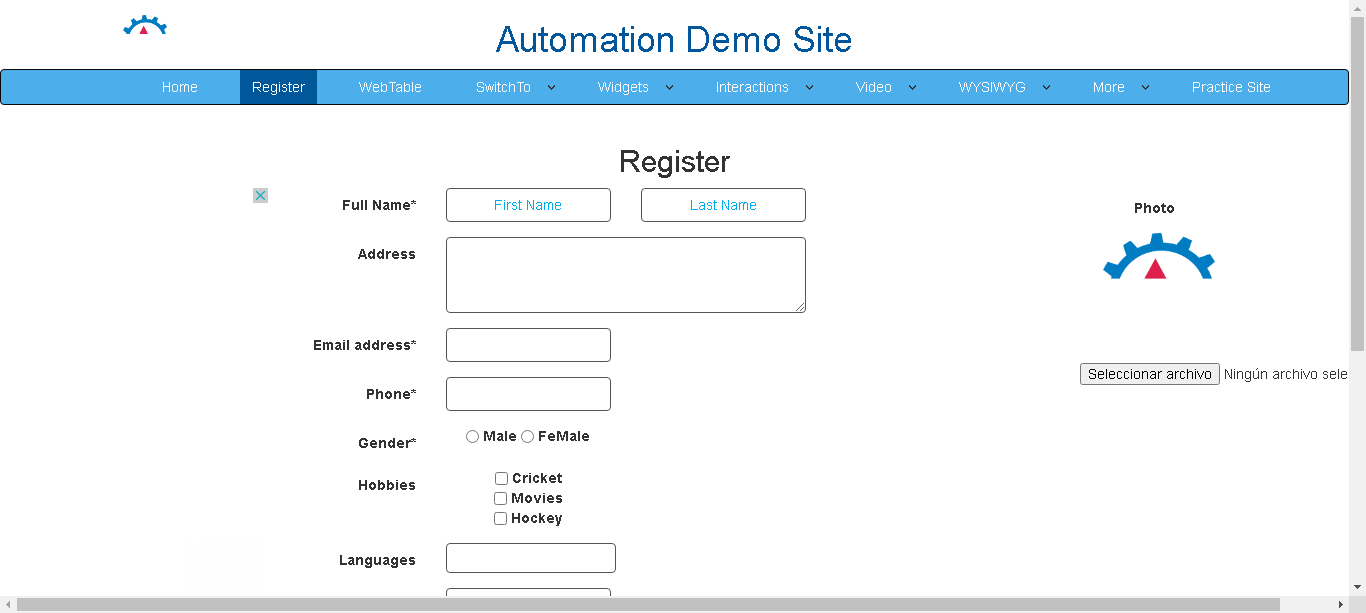 Automation Demo Site
Home Register WebTable SwitchTo Widgets Interactions Video WYSIWYG More Practice Site
Register
Full Name* First Name Last Name
Photo
Address
Email address*
Seleccionar archivo Ningún archivo sele
Phone*
Gender* Male FeMale
Hobbies Cricket
Movies
Hockey
Languages